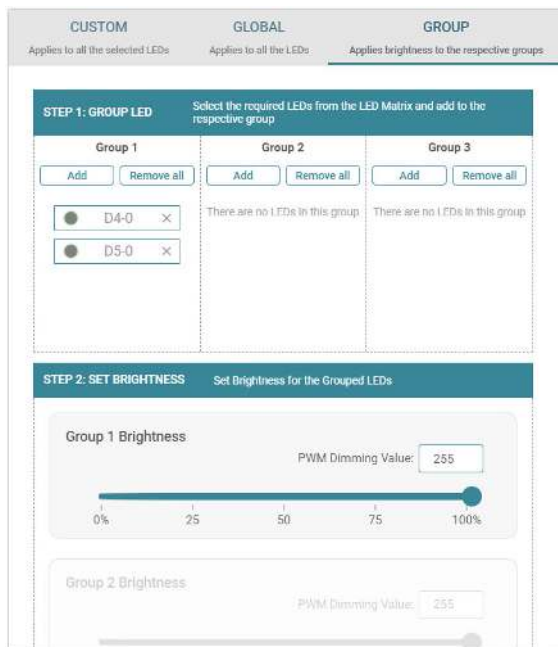 CUSTOM GLOBAL GROUP
Applies to all the selected LEDs Applies to all the LEDs Applies brightness to the respective groups
STEP 1: GROUP LED Select the required LEDs from the LED Matrix and add to the
respective group
Group 1 Group 2 Group 3
Add Remove all Add Remove all Add Remove all
There are no LEDs in this group There are no LEDs in this group
D4-0 ×
D5-0 ×
STEP 2: SET BRIGHTNESS Set Brightness for the Grouped LEDs
Group 1 Brightness
PWM Dimming Value: 255
0% 25 50 75 100%
Group 2 Brightness
PWM Dimming Value: 255